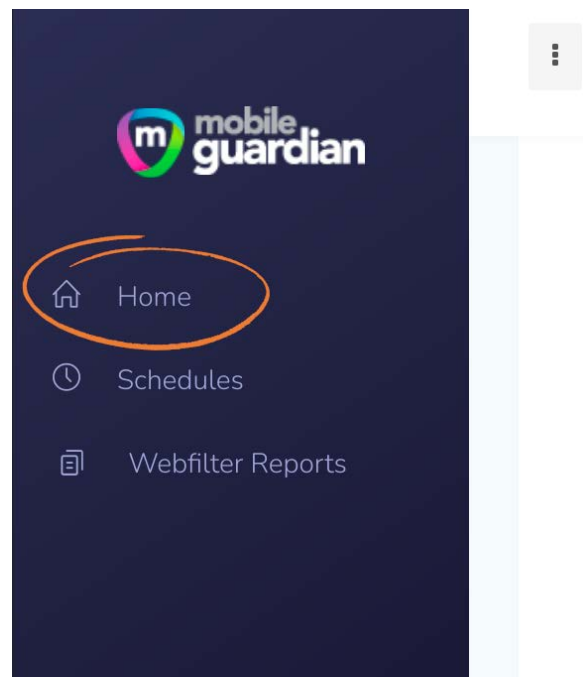 m
mobile
guardian
Home
Schedules
Webfilter Reports